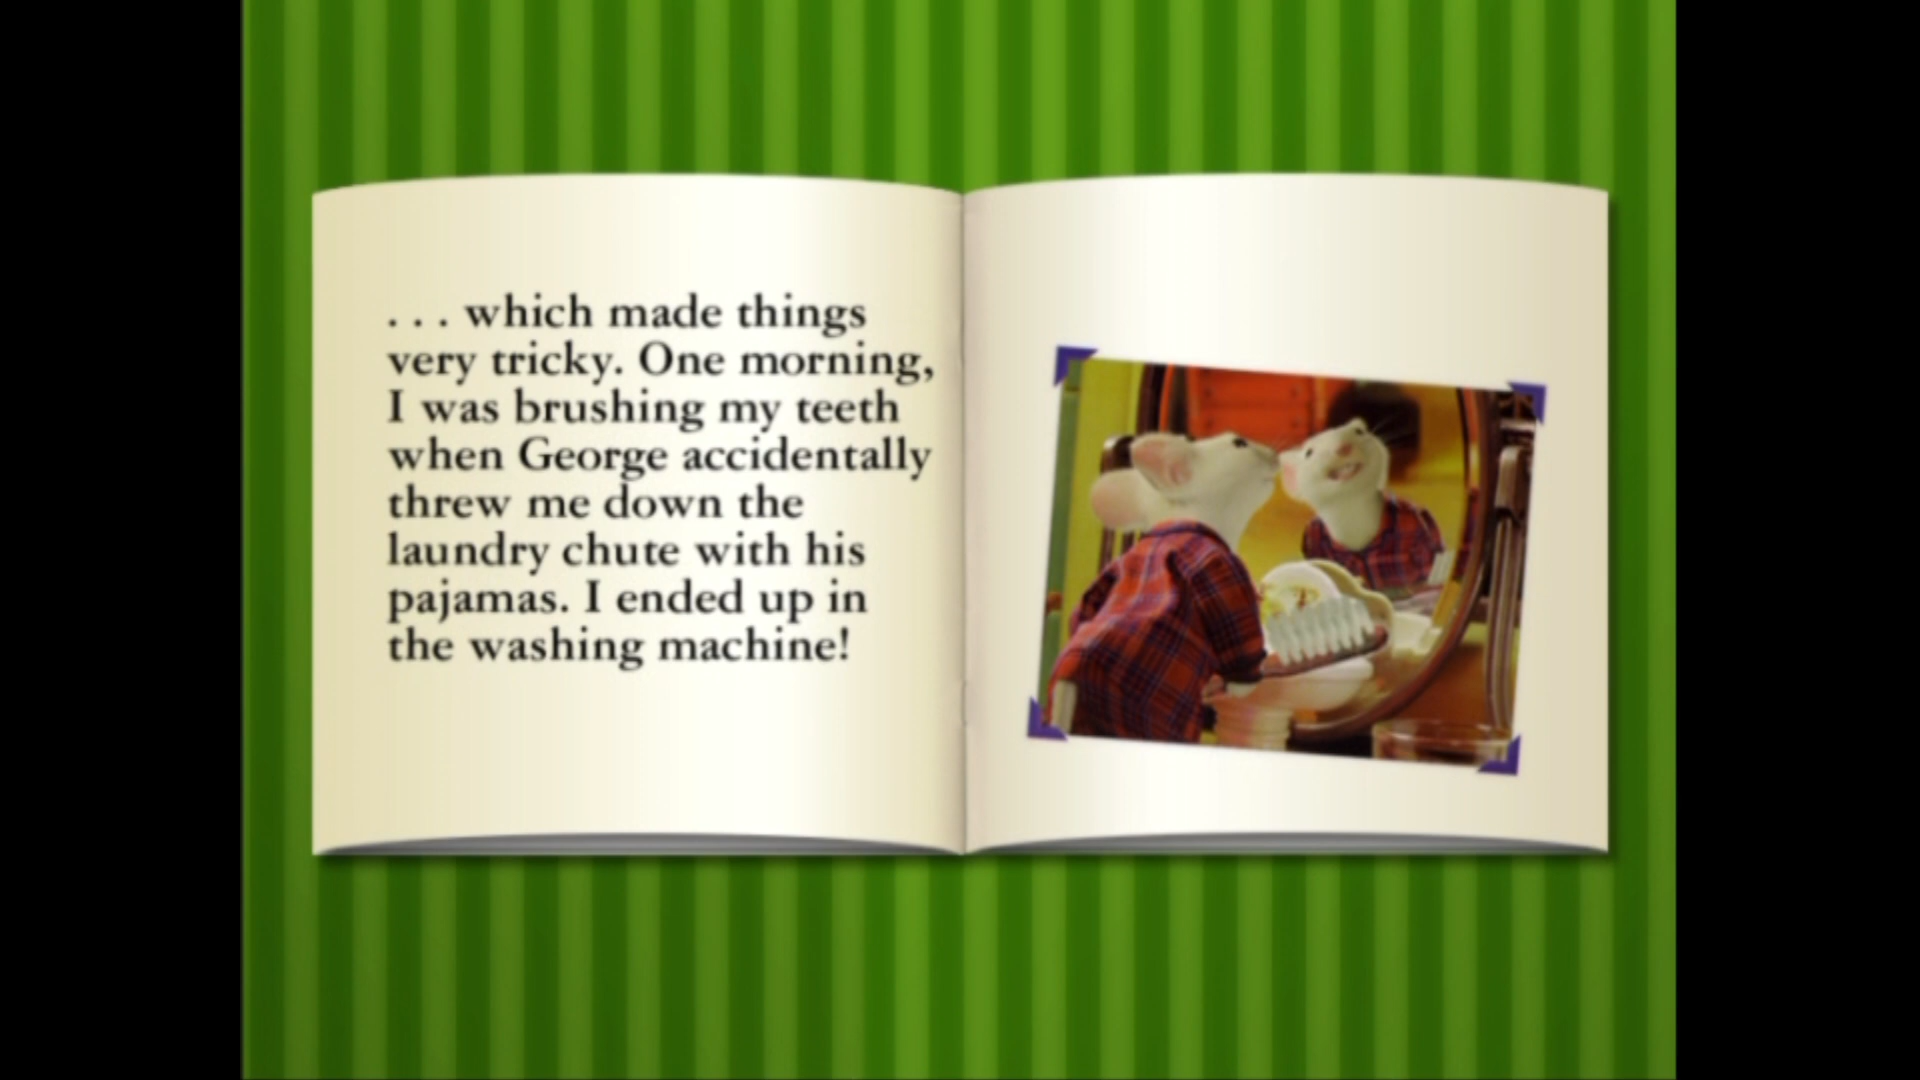 . . . which made things
very tricky. One morning,
I was brushing my teeth
when George accidentally
threw me down the
laundry chute with his
pajamas. I ended up in
the washing machine!